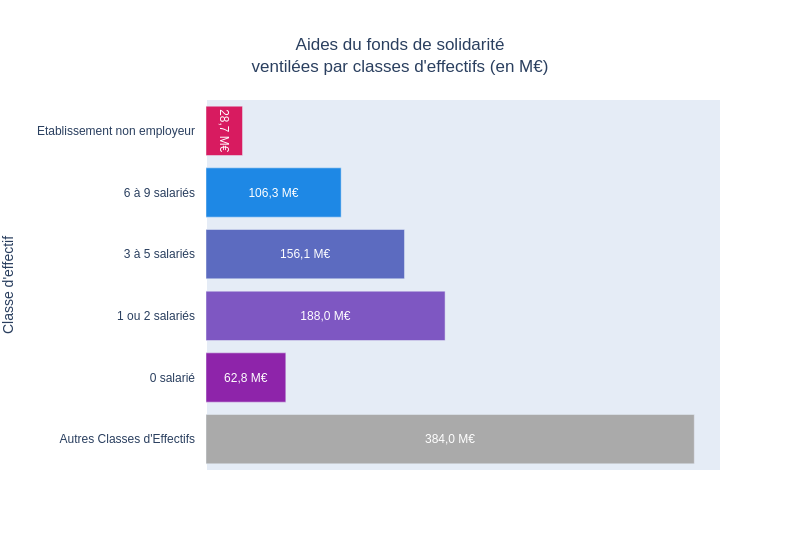 Aides du fonds de solidarité
ventilées par classes d'effectifs (en M€)
Classe d'effectif
Etablissement non employeur
28,7 M€
6 à 9 salariés
106,3 M€
3 à 5 salariés
156,1 M€
1 ou 2 salariés
188,0 M€
0 salarié
62,8 M€
Autres Classes d'Effectifs
384,0 M€